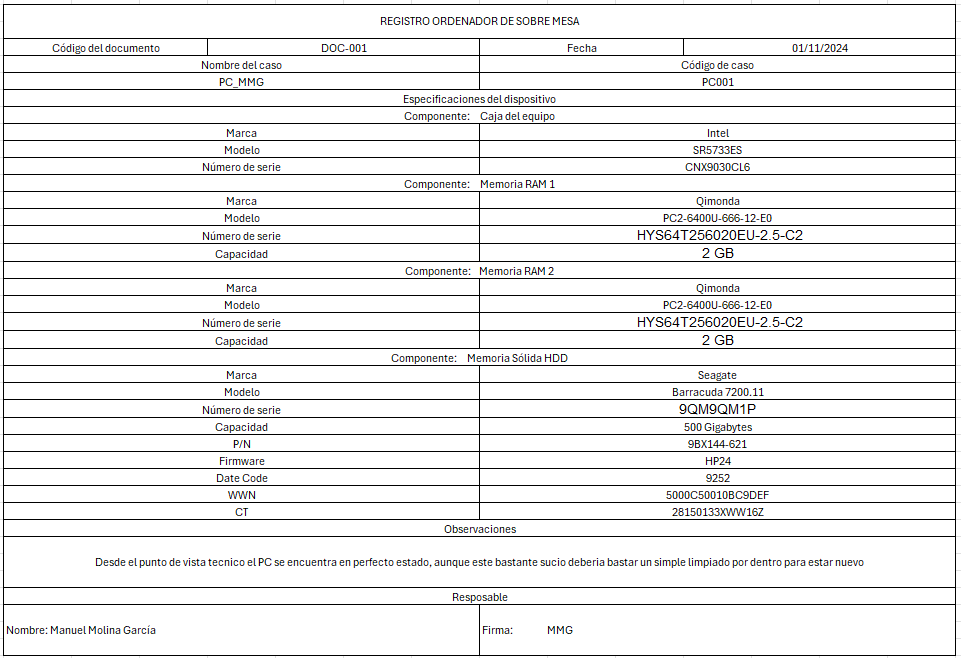 REGISTRO ORDENADOR DE SOBRE MESA
Código del documento DOC-001 Fecha 01/11/2024
Nombre del caso Código de caso
PC_MMG PC001
Especificaciones del dispositivo
Componente: Caja del equipo
Marca Intel
Modelo SR5733ES
Número de serie CNX9030CL6
Componente: Memoria RAM 1
Marca Qimonda
Modelo PC2-6400U-666-12-E0
Número de serie HYS64T256020EU-2.5-C2
Capacidad 2 GB
Componente: Memoria RAM 2
Marca Qimonda
Modelo PC2-6400U-666-12-E0
Número de serie HYS64T256020EU-2.5-C2
Capacidad 2 GB
Componente: Memoria Sólida HDD
Marca Seagate
Modelo Barracuda 7200.11
Número de serie 9QM9QM1P
Capacidad 500 Gigabytes
P/N 9BX144-621
Firmware HP24
Date Code 9252
WWN 5000C50010BC9DEF
CT 28150133XWW16Z
Observaciones
Desde el punto de vista tecnico el PC se encuentra en perfecto estado, aunque este bastante sucio deberia bastar un simple limpiado por dentro para estar nuevo
Resposable
Nombre: Manuel Molina García Firma: MMG